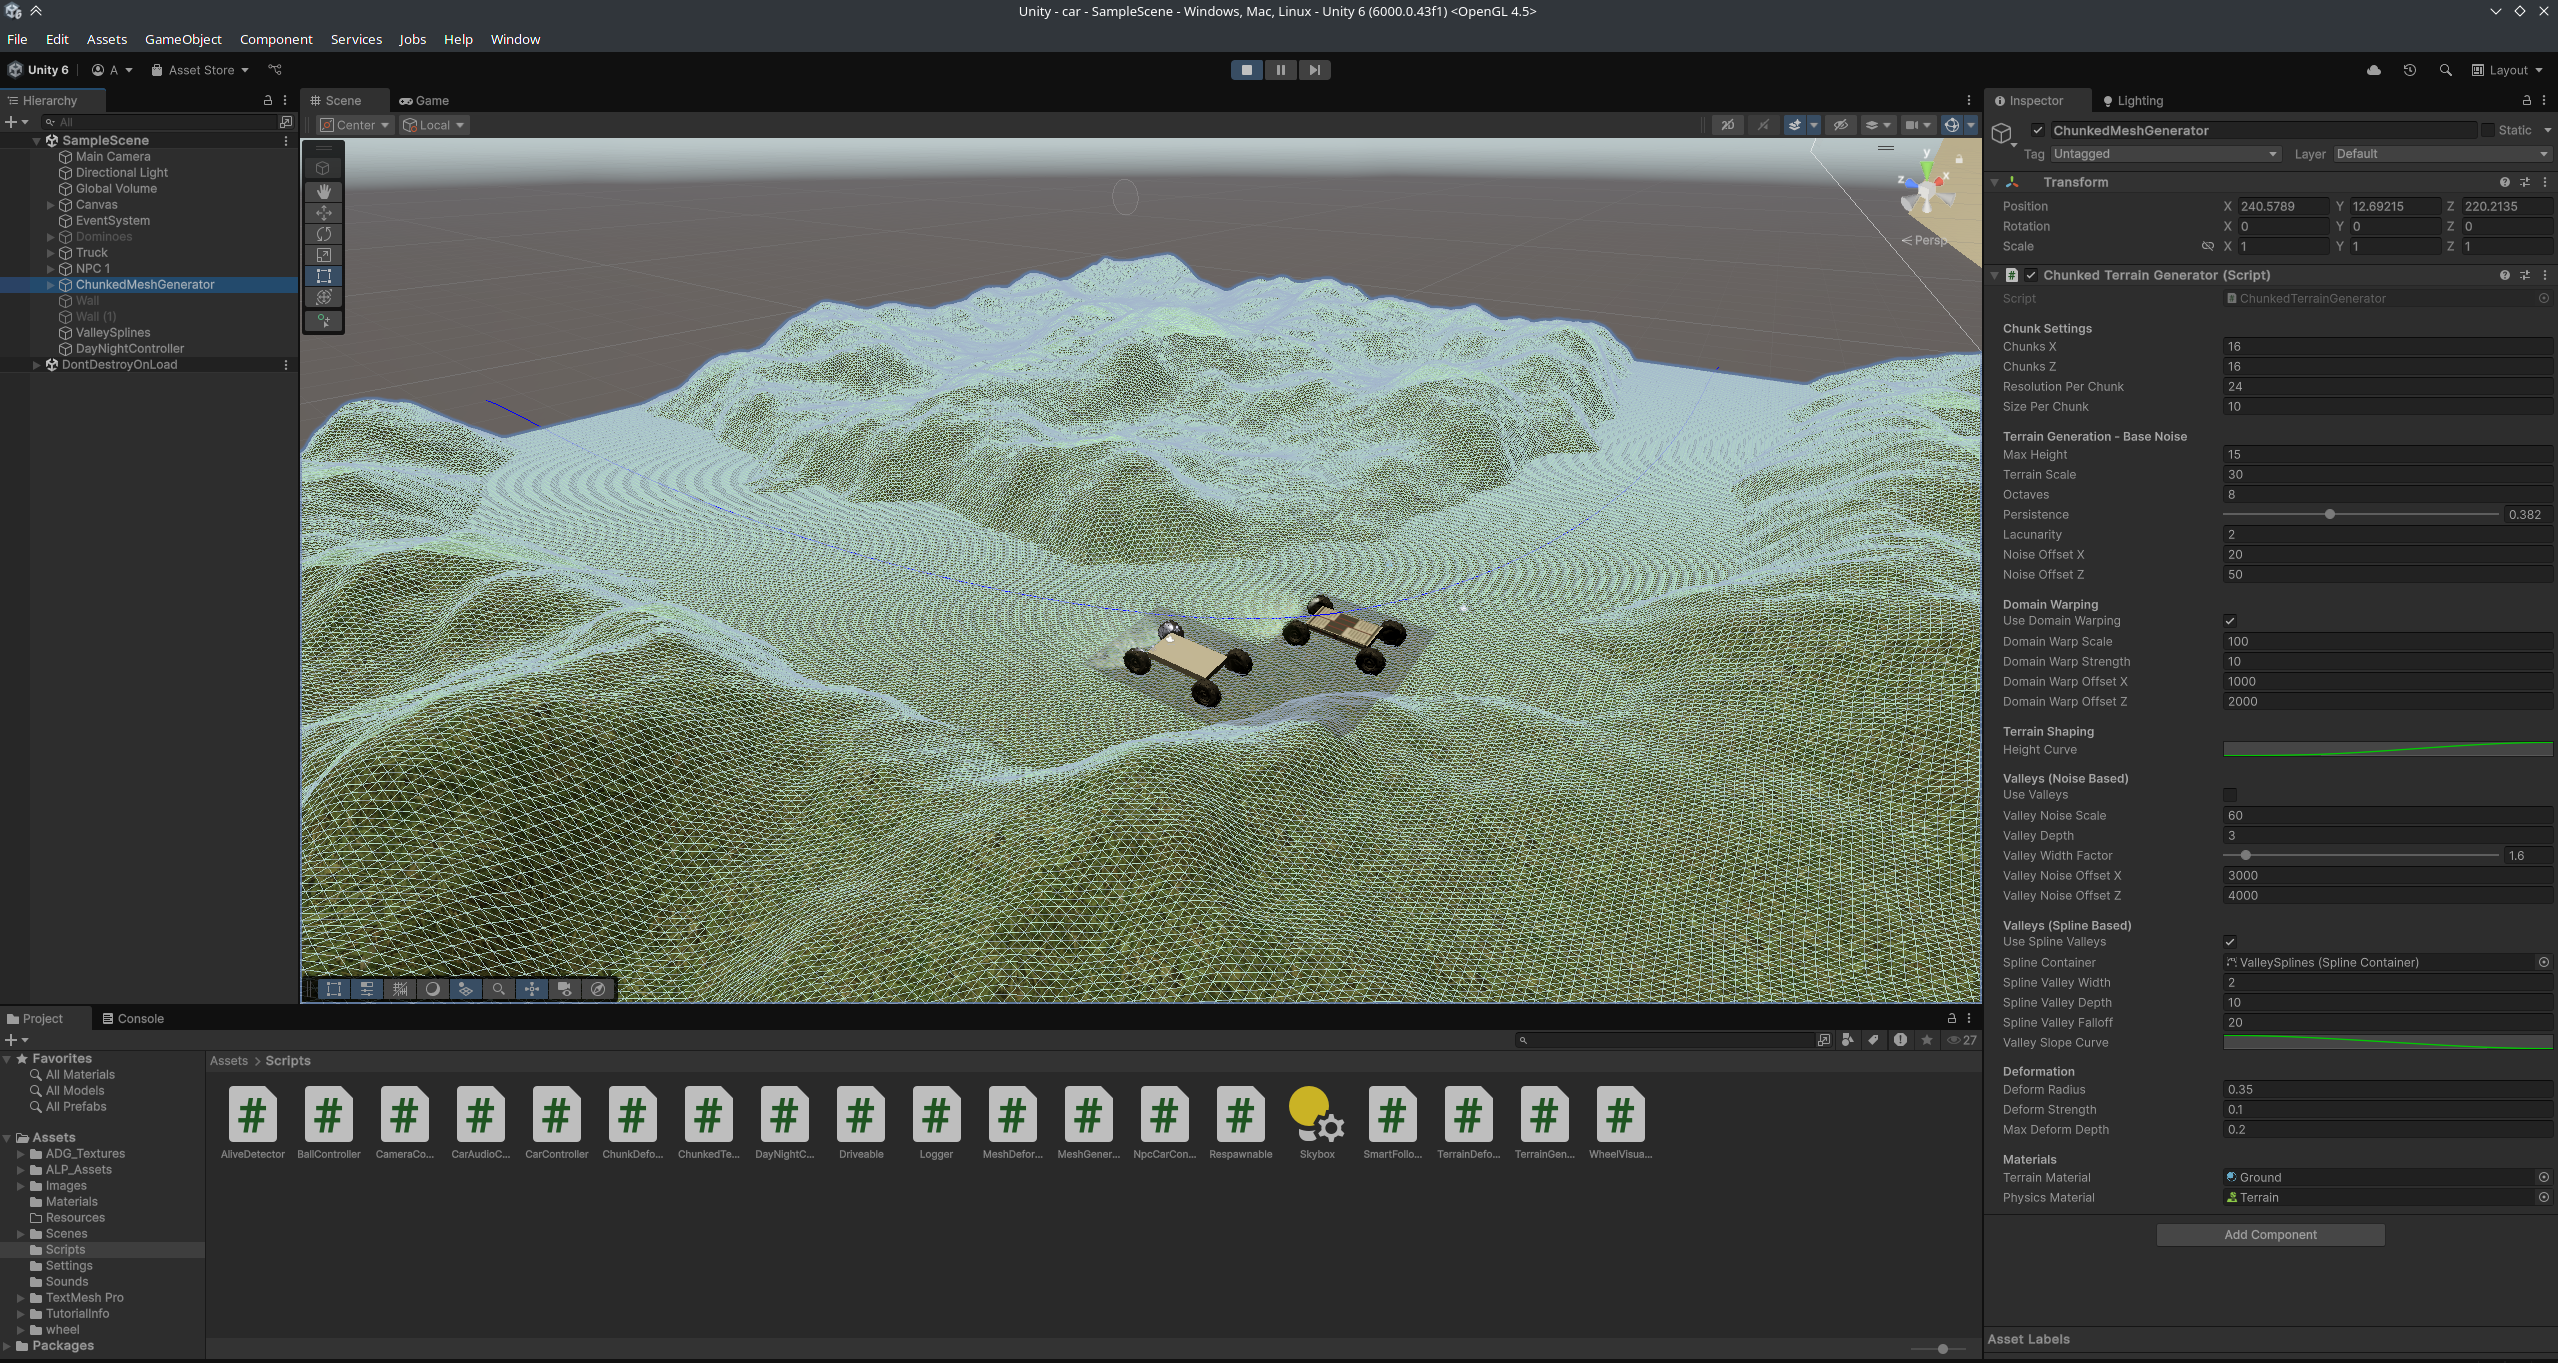 Unity - car - SampleScene - Windows, Mac, Linux - Unity 6 (6000.0.43f1) <OpenGL 4.5>
File Edit Assets GameObject Component Services Jobs Help Window
Unity 6 A Asset Store Layout
Hierarchy
All
SampleScene
Main Camera
Directional Light
Global Volume
Canvas
EventSystem
Dominoes
Truck
NPC 1
ChunkedMeshGenerator
Wall
Wall (1)
ValleySplines
DayNightController
DontDestroyOnLoad
Scene Game
Center Local 2D
y
z x
Persp
Inspector Lighting
ChunkedMeshGenerator Static
Tag Untagged Layer Default
Transform
Position X 240.5789 Y 12.69215 Z 220.2135
Rotation X 0 Y 0 Z 0
Scale X 1 Y 1 Z 1
# Chunked Terrain Generator (Script)
Script ChunkedTerrainGenerator
Chunk Settings
Chunks X 16
Chunks Z 16
Resolution Per Chunk 24
Size Per Chunk 10
Terrain Generation - Base Noise
Max Height 15
Terrain Scale 30
Octaves 8
Persistence 0.382
Lacunarity 2
Noise Offset X 20
Noise Offset Z 50
Domain Warping
Use Domain Warping
Domain Warp Scale 100
Domain Warp Strength 10
Domain Warp Offset X 1000
Domain Warp Offset Z 2000
Terrain Shaping
Height Curve
Valleys (Noise Based)
Use Valleys
Valley Noise Scale 60
Valley Depth 3
Valley Width Factor 1.6
Valley Noise Offset X 3000
Valley Noise Offset Z 4000
Valleys (Spline Based)
Use Spline Valleys
Spline Container ValleySplines (Spline Container)
Spline Valley Width 2
Spline Valley Depth 10
Spline Valley Falloff 20
Valley Slope Curve
Deformation
Deform Radius 0.35
Deform Strength 0.1
Max Deform Depth 0.2
Materials
Terrain Material Ground
Physics Material Terrain
Add Component
Asset Labels
Project Console
27
Favorites
All Materials
All Models
All Prefabs
Assets
ADG_Textures
ALP_Assets
Images
Materials
Resources
Scenes
Scripts
Settings
Sounds
TextMesh Pro
TutorialInfo
wheel
Packages
Assets > Scripts
# # # # # # # # # # # # # # # # # #
AliveDetector BallController CameraCo... CarAudioC... CarController ChunkDefo... ChunkedTe... DayNightC... Driveable Logger MeshDefor... MeshGener... NpcCarCon... Respawnable Skybox SmartFollo... TerrainDefo... TerrainGen... WheelVisua...